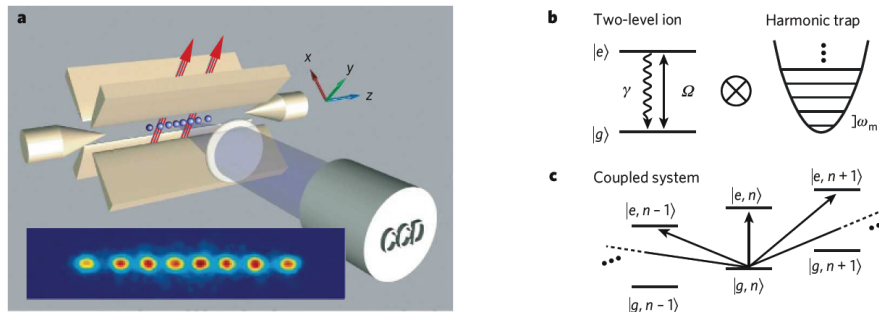 a
x
y
z
CCD
b
Two-level ion
Harmonic trap
|e⟩
γ
Ω
]ω_m
|g⟩
c
Coupled system
|e, n – 1⟩
|e, n⟩
|e, n + 1⟩
|g, n – 1⟩
|g, n⟩
|g, n + 1⟩